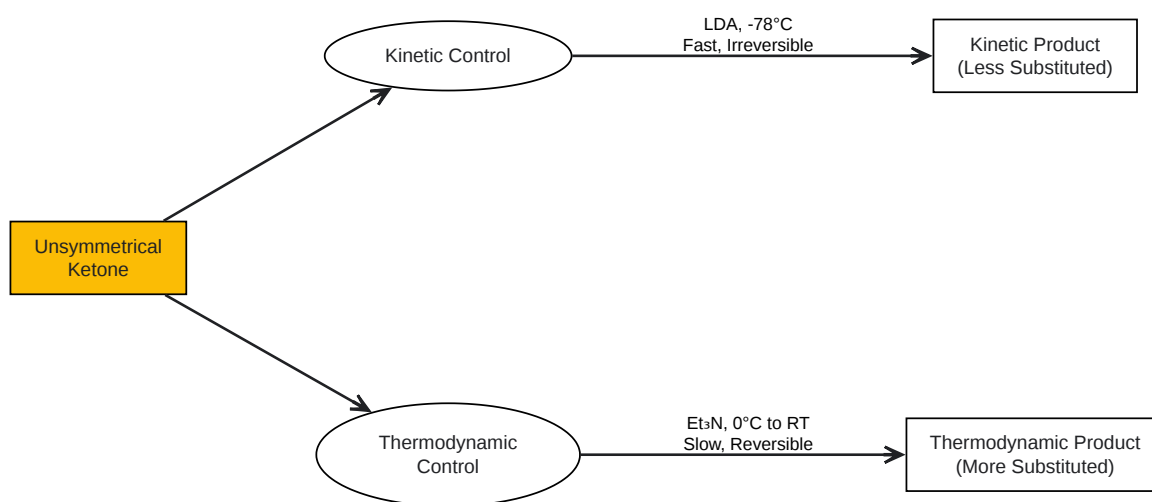 LDA, -78°C
Fast, Irreversible
Kinetic Control
Kinetic Product
(Less Substituted)
Unsymmetrical
Ketone
Et₃N, 0°C to RT
Slow, Reversible
Thermodynamic
Control
Thermodynamic Product
(More Substituted)